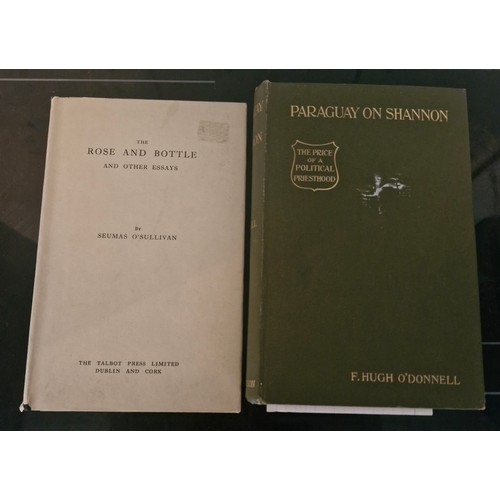 THE
ROSE AND BOTTLE
AND OTHER ESSAYS
BY
SEUMAS O'SULLIVAN
THE TALBOT PRESS LIMITED
DUBLIN AND CORK
PARAGUAY ON SHANNON
THE PRICE
OF A
POLITICAL
PRIESTHOOD
F. HUGH O'DONNELL